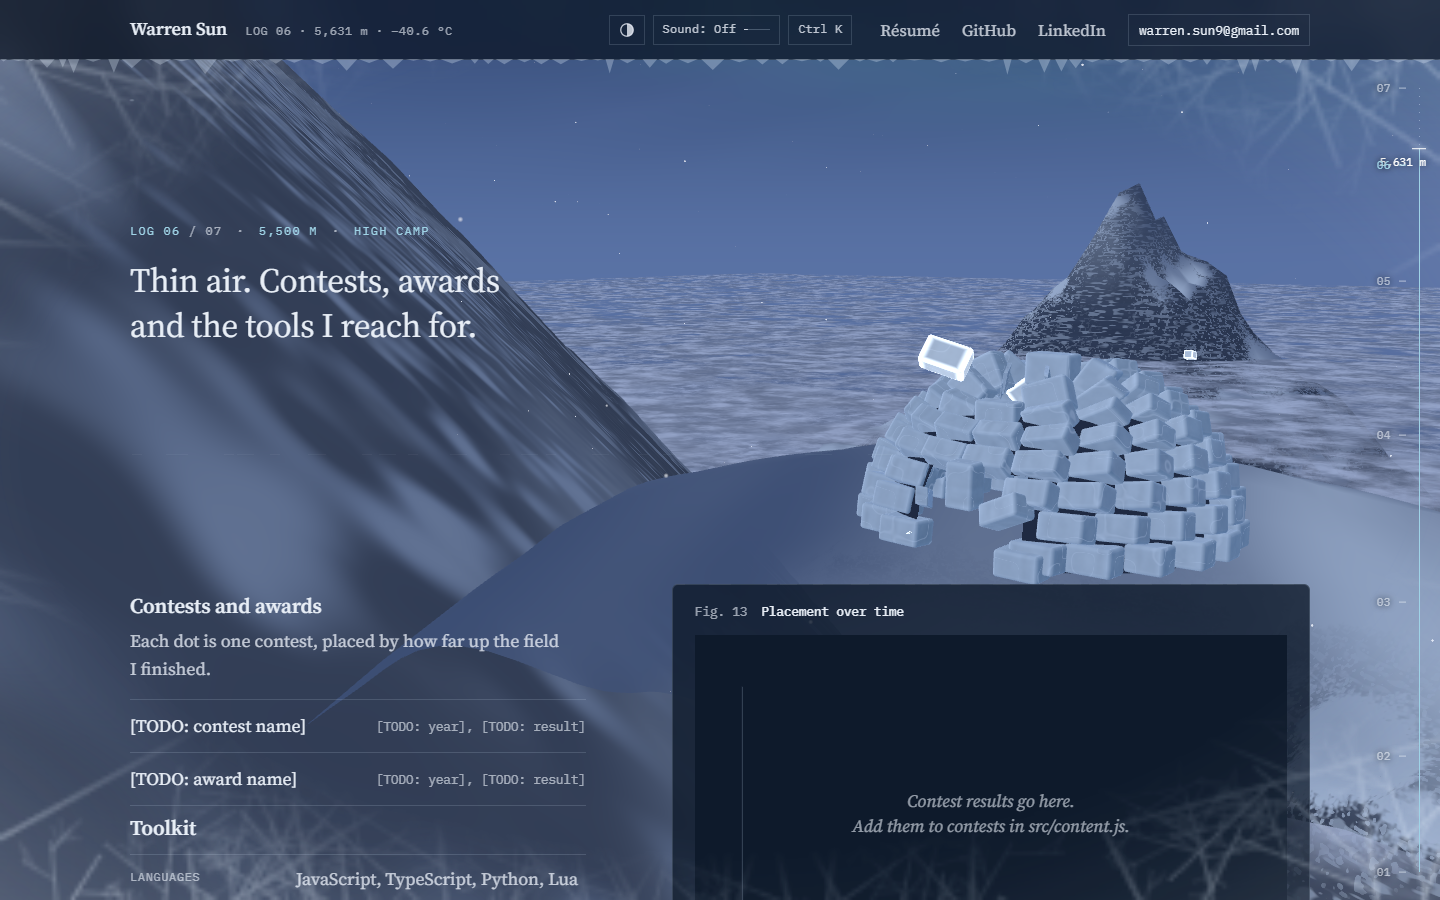 Warren Sun
LOG 06 · 5,631 m · −40.6 °C
Sound: Off
Ctrl K
Résumé
GitHub
LinkedIn
warren.sun9@gmail.com
07
5,631 m
06
05
04
03
02
01
LOG 06 / 07 · 5,500 M · HIGH CAMP
Thin air. Contests, awards
and the tools I reach for.
Contests and awards
Each dot is one contest, placed by how far up the field
I finished.
[TODO: contest name]
[TODO: year], [TODO: result]
[TODO: award name]
[TODO: year], [TODO: result]
Toolkit
LANGUAGES
JavaScript, TypeScript, Python, Lua
Fig. 13 Placement over time
Contest results go here.
Add them to contests in src/content.js.